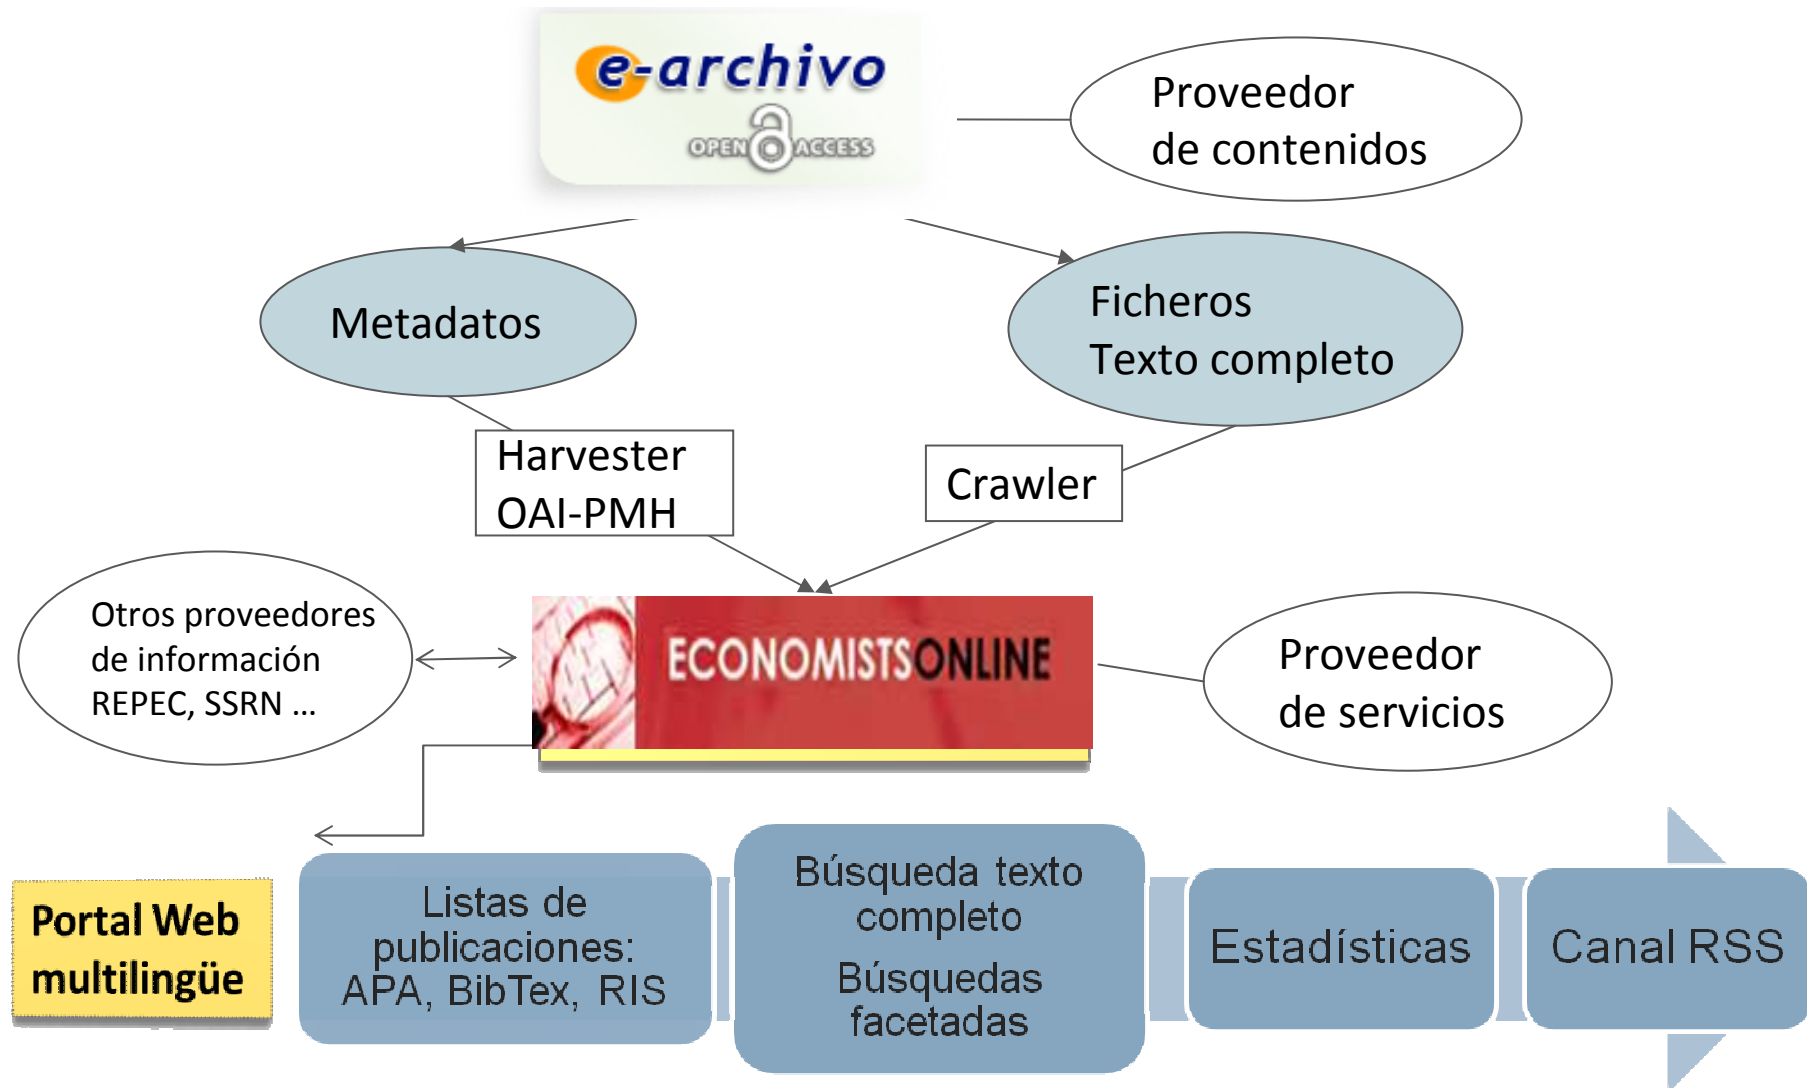 e-archivo
OPEN ACCESS
Proveedor
de contenidos
Metadatos
Ficheros
Texto completo
Harvester
OAI-PMH
Crawler
Otros proveedores
de información
REPEC, SSRN ...
ECONOMISTSONLINE
Proveedor
de servicios
Portal Web
multilingüe
Listas de
publicaciones:
APA, BibTex, RIS
Búsqueda texto
completo
Búsquedas
facetadas
Estadísticas
Canal RSS